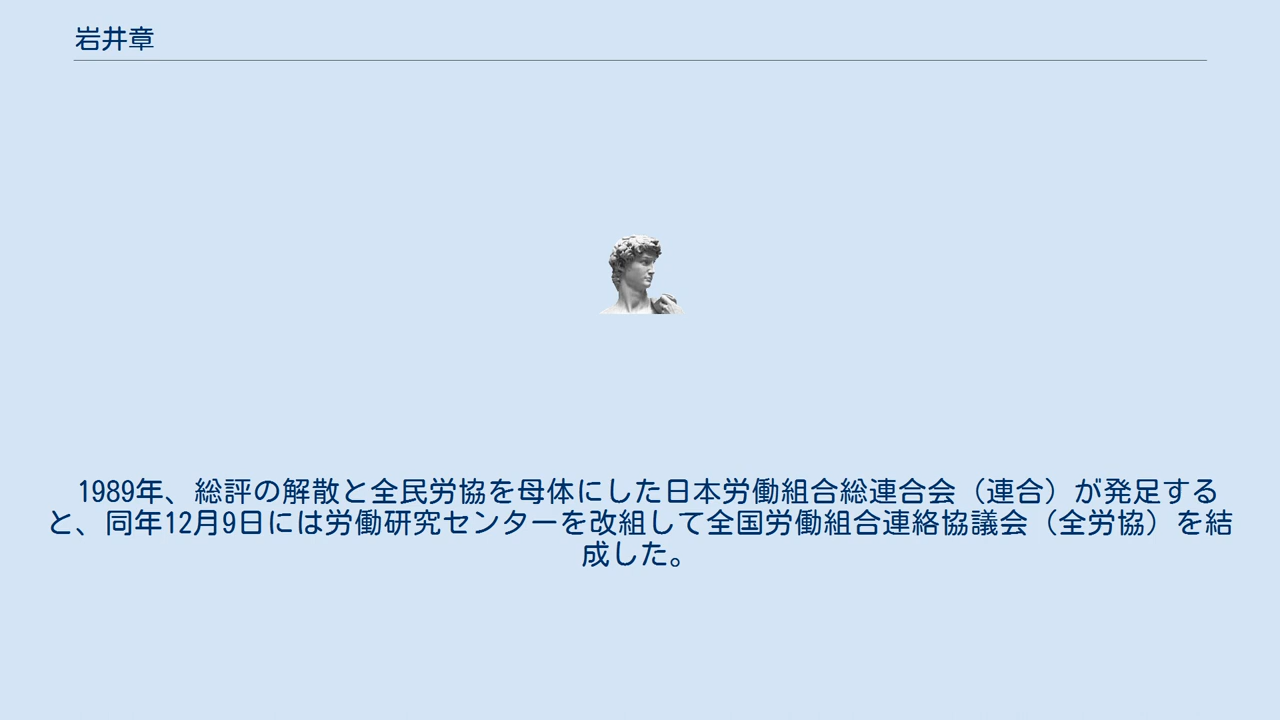 岩井章
1989年、総評の解散と全民労協を母体にした日本労働組合総連合会（連合）が発足する
と、同年12月9日には労働研究センターを改組して全国労働組合連絡協議会（全労協）を結
成した。